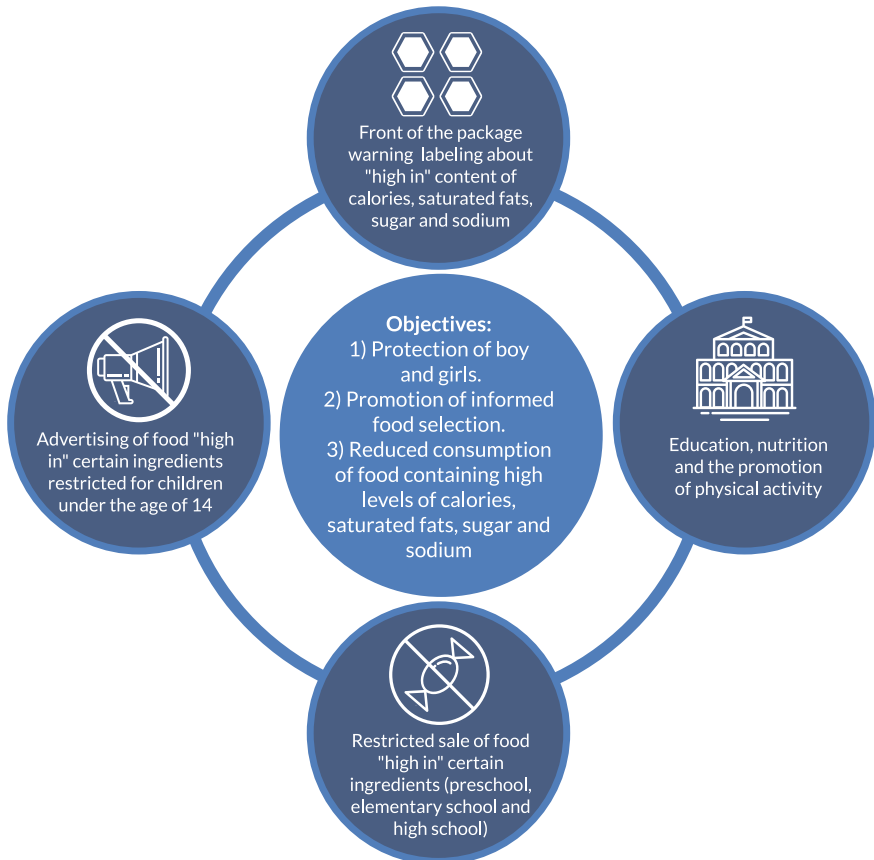 Front of the package
warning labeling about
"high in" content of
calories, saturated fats,
sugar and sodium
Advertising of food "high
in" certain ingredients
restricted for children
under the age of 14
Objectives:
1) Protection of boy
and girls.
2) Promotion of informed
food selection.
3) Reduced consumption
of food containing high
levels of calories,
saturated fats, sugar and
sodium
Education, nutrition
and the promotion
of physical activity
Restricted sale of food
"high in" certain
ingredients (preschool,
elementary school and
high school)